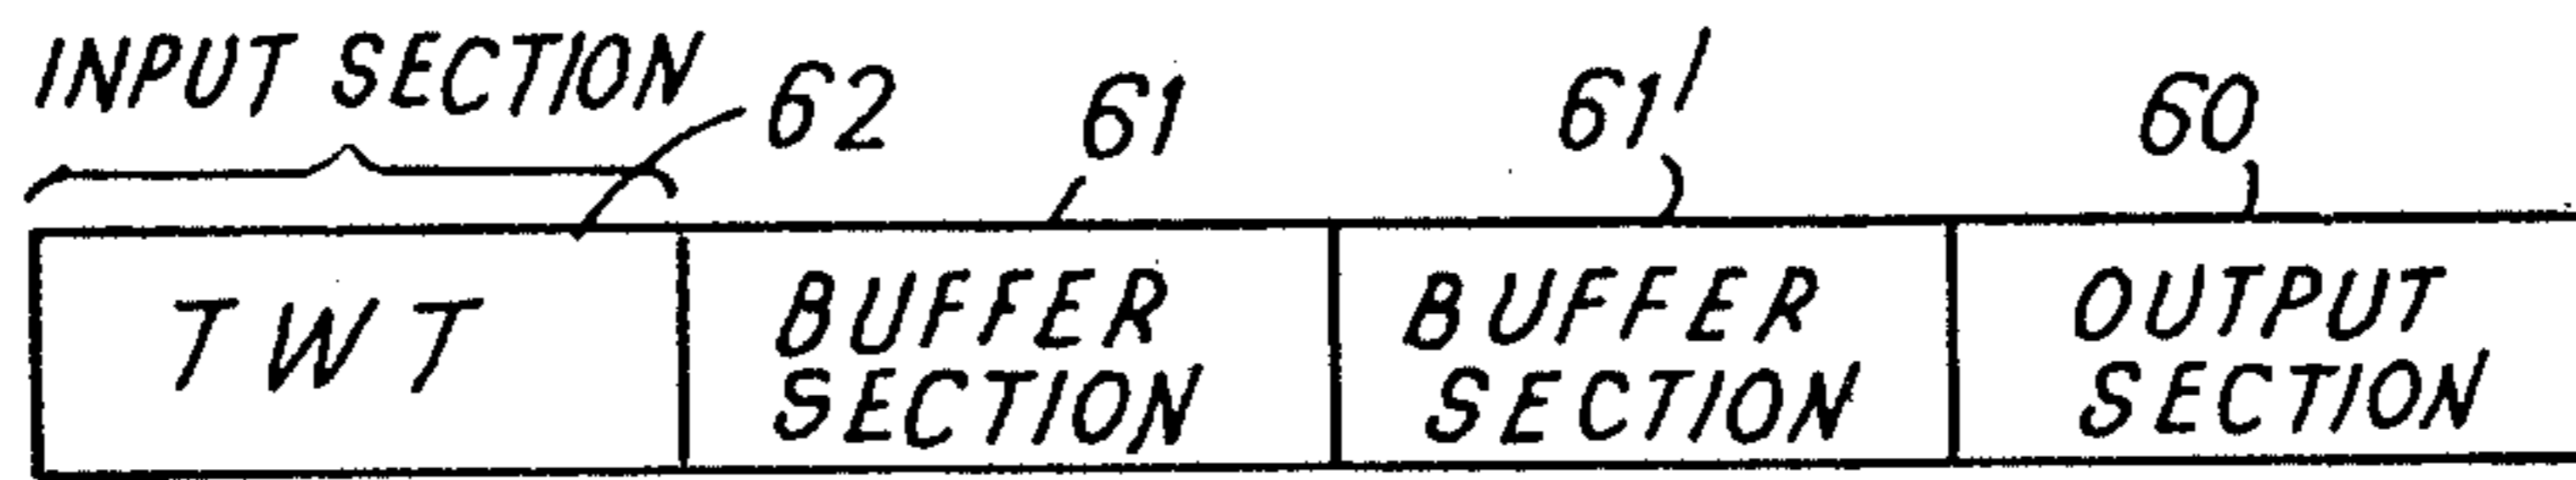 INPUT SECTION
62
61
61'
60
TWT
BUFFER
SECTION
BUFFER
SECTION
OUTPUT
SECTION